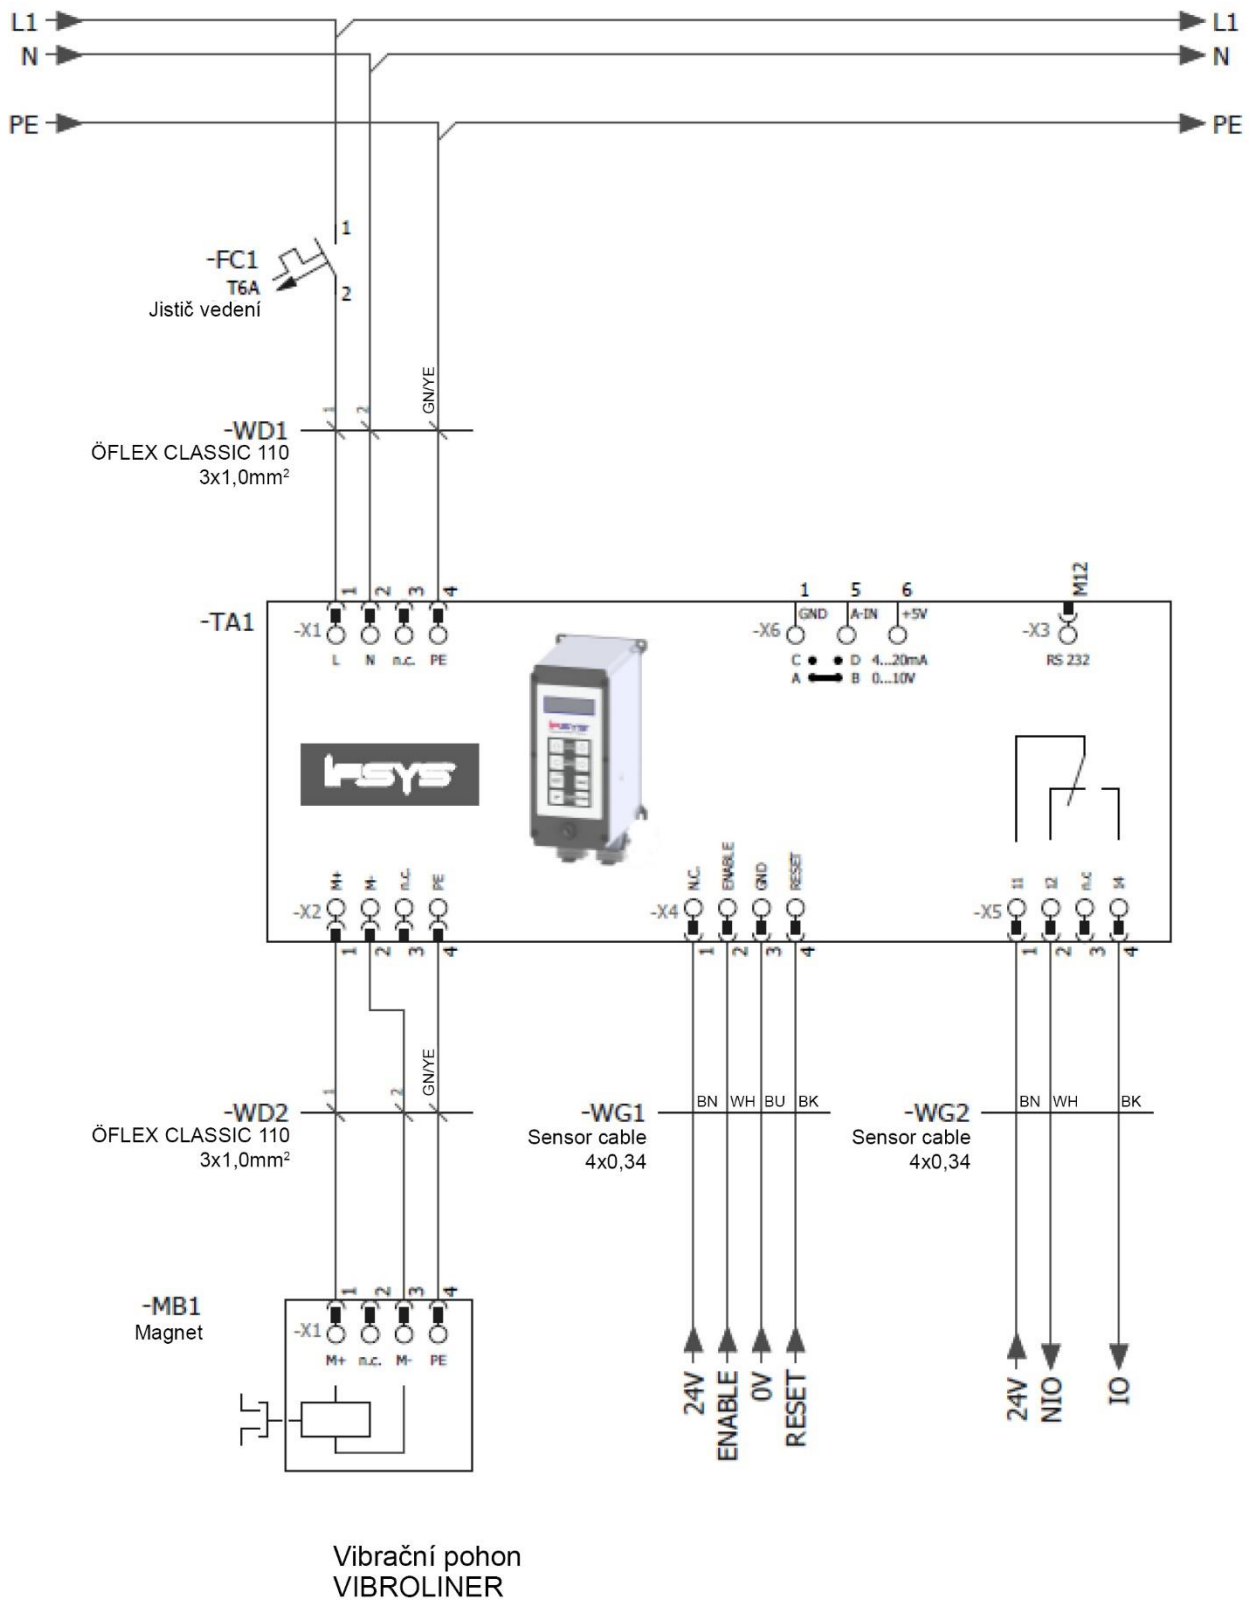 L1 L1
N N
PE PE
1
-FC1
T6A
2
Jistič vedení
GN/YE
1 2
-WD1
ÖFLEX CLASSIC 110
3x1,0mm²
M12
1 2 3 4 1 5 6
-TA1
GND A-IN +5V
-X1 -X6 -X3
L N n.c. PE
C D 4...20mA
RS 232
A B 0...10V
IFSYS
M+ M- n.c. PE N.C. ENABLE GND RESET 11 12 n.c 14
-X2 -X4 -X5
1 2 3 4 1 2 3 4 1 2 3 4
GN/YE
1 2
BN WH BU BK BN WH BK
-WD2 -WG1 -WG2
ÖFLEX CLASSIC 110 Sensor cable Sensor cable
3x1,0mm² 4x0,34 4x0,34
1 2 3 4
-MB1
Magnet
-X1
M+ n.c. M- PE
24V ENABLE 0V RESET 24V NIO IO
Vibrační pohon
VIBROLINER